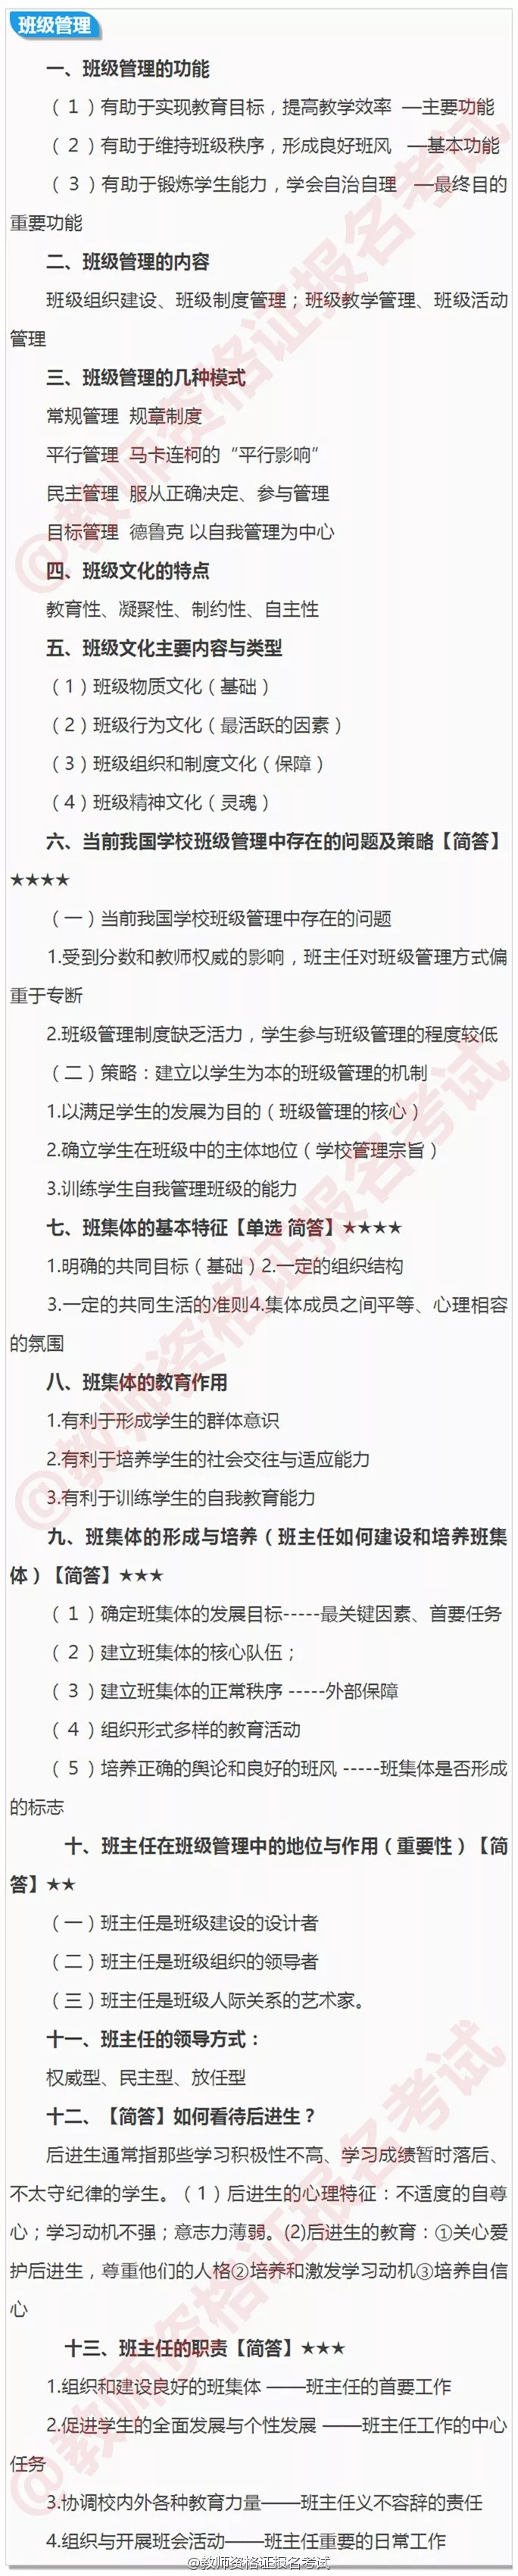 班级管理
一、班级管理的功能
（ 1 ）有助于实现教育目标，提高教学效率 —主要功能
（ 2 ）有助于维持班级秩序，形成良好班风 —基本功能
（ 3 ）有助于锻炼学生能力，学会自治自理 —最终目的
重要功能
二、班级管理的内容
班级组织建设、班级制度管理；班级教学管理、班级活动
管理
三、班级管理的几种模式
常规管理 规章制度
平行管理 马卡连柯的“平行影响”
民主管理 服从正确决定、参与管理
目标管理 德鲁克 以自我管理为中心
四、班级文化的特点
教育性、凝聚性、制约性、自主性
五、班级文化主要内容与类型
（1）班级物质文化（基础）
（2）班级行为文化（最活跃的因素）
（3）班级组织和制度文化（保障）
（4）班级精神文化（灵魂）
六、当前我国学校班级管理中存在的问题及策略【简答】
★★★★
（一）当前我国学校班级管理中存在的问题
1.受到分数和教师权威的影响，班主任对班级管理方式偏
重于专断
2.班级管理制度缺乏活力，学生参与班级管理的程度较低
（二）策略：建立以学生为本的班级管理的机制
1.以满足学生的发展为目的（班级管理的核心）
2.确立学生在班级中的主体地位（学校管理宗旨）
3.训练学生自我管理班级的能力
七、班集体的基本特征【单选 简答】★★★★
1.明确的共同目标（基础）2.一定的组织结构
3.一定的共同生活的准则4.集体成员之间平等、心理相容
的氛围
八、班集体的教育作用
1.有利于形成学生的群体意识
2.有利于培养学生的社会交往与适应能力
3.有利于训练学生的自我教育能力
九、班集体的形成与培养（班主任如何建设和培养班集
体）【简答】★★★
（ 1 ）确定班集体的发展目标-----最关键因素、首要任务
（ 2 ）建立班集体的核心队伍；
（ 3 ）建立班集体的正常秩序 -----外部保障
（ 4 ）组织形式多样的教育活动
（ 5 ）培养正确的舆论和良好的班风 -----班集体是否形成
的标志
十、班主任在班级管理中的地位与作用（重要性）【简
答】★★
（一）班主任是班级建设的设计者
（二）班主任是班级组织的领导者
（三）班主任是班级人际关系的艺术家。
十一、班主任的领导方式：
权威型、民主型、放任型
十二、【简答】如何看待后进生？
后进生通常指那些学习积极性不高、学习成绩暂时落后、
不太守纪律的学生。（1）后进生的心理特征：不适度的自尊
心；学习动机不强；意志力薄弱。(2)后进生的教育：①关心爱
护后进生，尊重他们的人格②培养和激发学习动机③培养自信
心
十三、班主任的职责【简答】★★★
1.组织和建设良好的班集体 ——班主任的首要工作
2.促进学生的全面发展与个性发展 ——班主任工作的中心
任务
3.协调校内外各种教育力量——班主任义不容辞的责任
4.组织与开展班会活动——班主任重要的日常工作
@教师资格证报名考试
@教师资格证报名考试
@教师资格证报名考试
@教师资格证报名考试